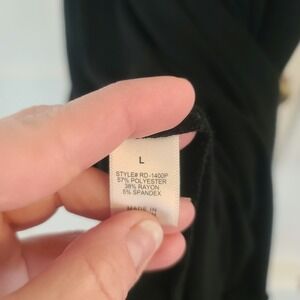 L
STYLE# RD-1400P
57% POLYESTER
38% RAYON
5% SPANDEX
MADE IN